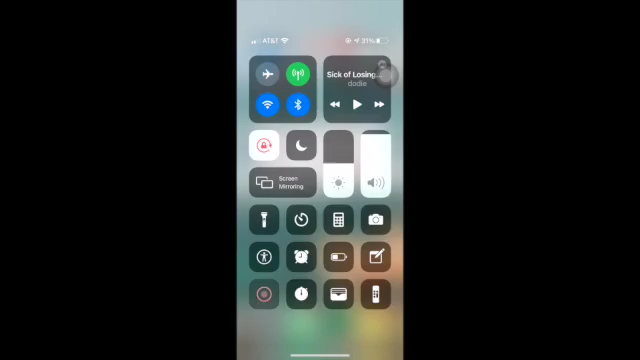 AT&T
31%
Sick of Losing...
dodie
Screen
Mirroring